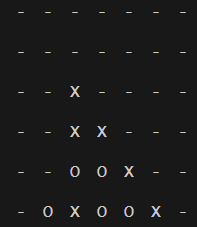 - - - - - - -
- - - - - - -
- - X - - - -
- - X X - - -
- - O O X - -
- O X O O X -